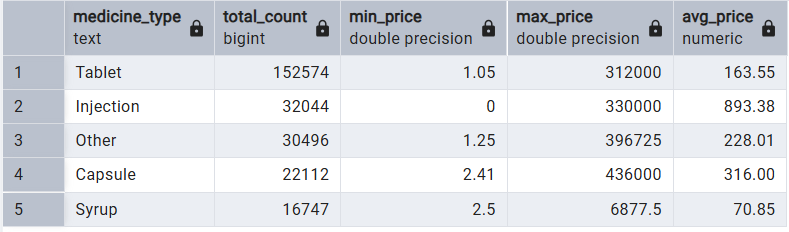 medicine_type total_count min_price max_price avg_price
text bigint double precision double precision numeric
1 Tablet 152574 1.05 312000 163.55
2 Injection 32044 0 330000 893.38
3 Other 30496 1.25 396725 228.01
4 Capsule 22112 2.41 436000 316.00
5 Syrup 16747 2.5 6877.5 70.85